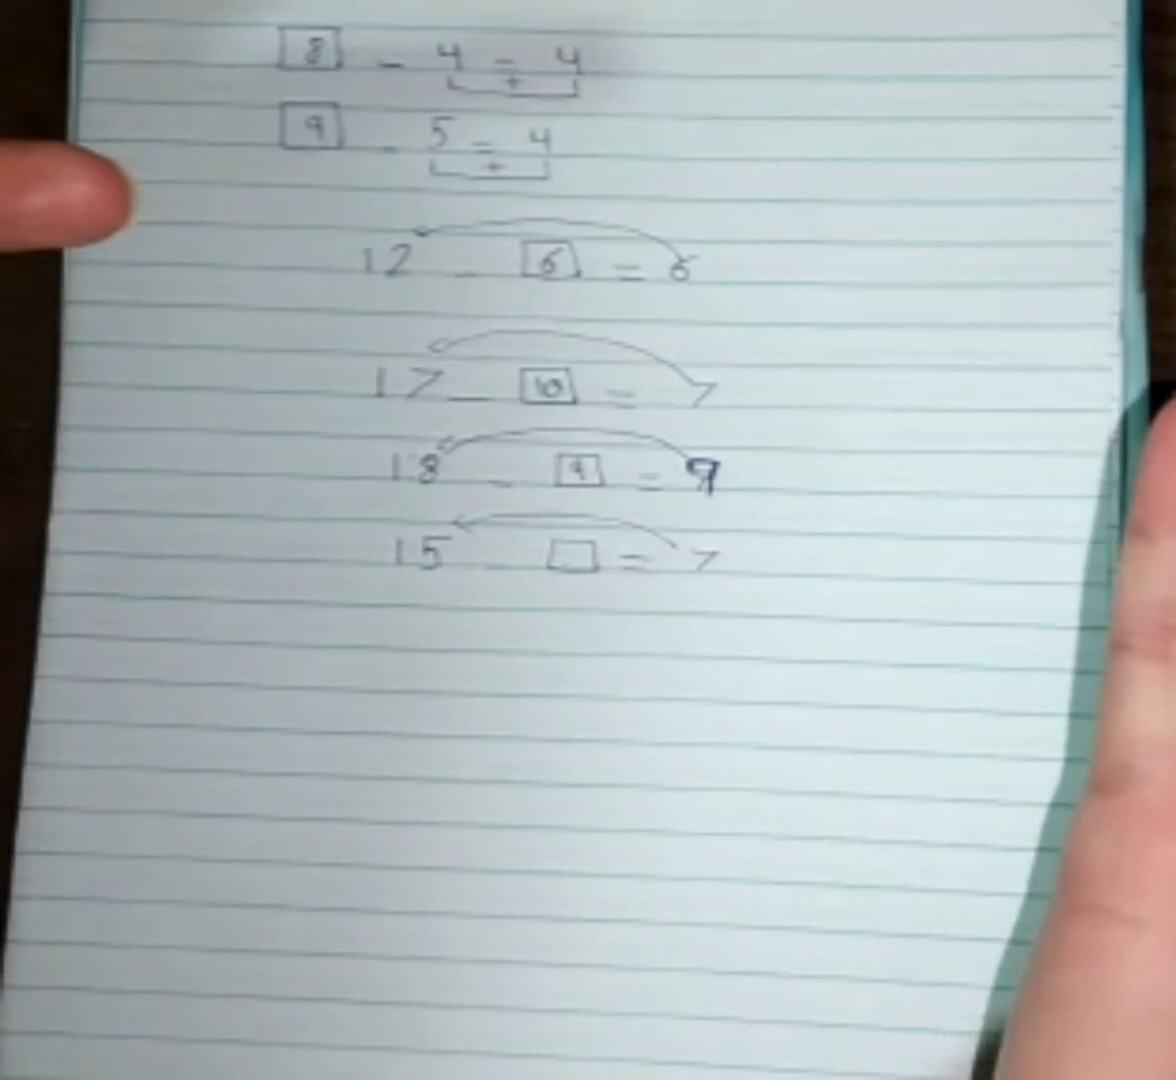 8 - 4 = 4
+
9 - 5 = 4
+
12 - 6 = 6
17 - 10 = 7
18 - 9 = 9
15 - □ = 7